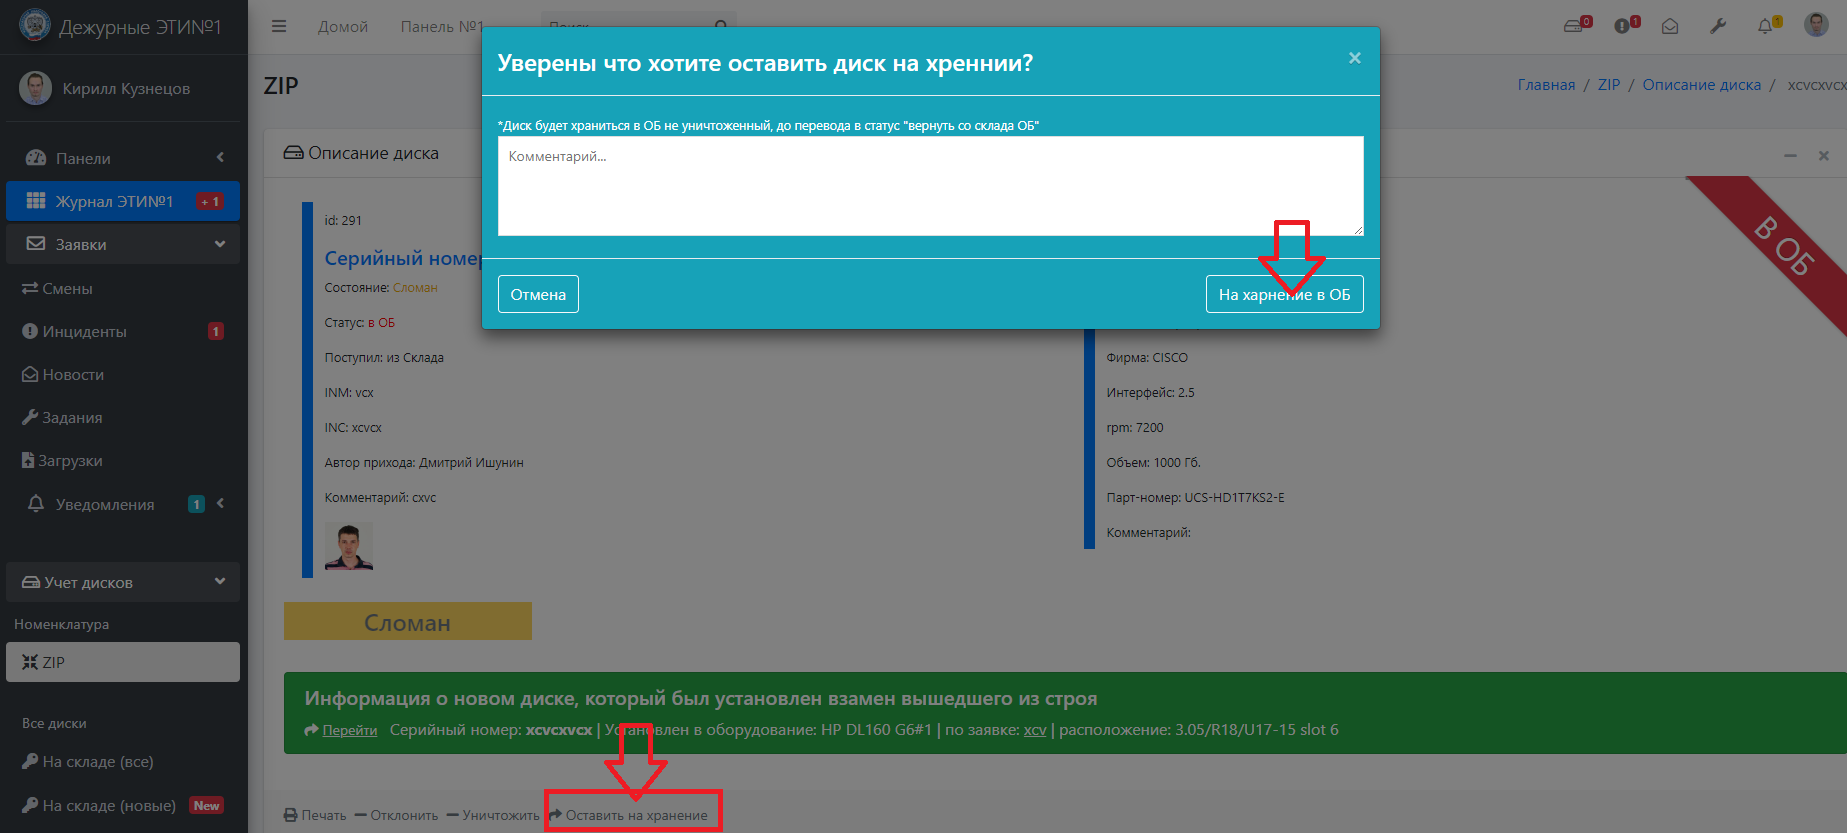 Дежурные ЭТИ№1
Домой
Панель №1
Поиск
0
1
1
Кирилл Кузнецов
Панели
Журнал ЭТИ№1
+ 1
Заявки
Смены
Инциденты
1
Новости
Задания
Загрузки
Уведомления
1
Учет дисков
Номенклатура
ZIP
Все диски
На складе (все)
На складе (новые)
New
ZIP
Главная / ZIP / Описание диска / xcvcxvcx
Описание диска
Уверены что хотите оставить диск на хреннии?
×
*Диск будет храниться в ОБ не уничтоженный, до перевода в статус "вернуть со склада ОБ"
Комментарий...
Отмена
На харнение в ОБ
В ОБ
id: 291
Серийный номер
Состояние: Сломан
Статус: в ОБ
Поступил: из Склада
INM: vcx
INC: xcvcx
Автор прихода: Дмитрий Ишунин
Комментарий: cxvc
Фирма: CISCO
Интерфейс: 2.5
rpm: 7200
Объем: 1000 Гб.
Парт-номер: UCS-HD1T7KS2-E
Комментарий:
Сломан
Информация о новом диске, который был установлен взамен вышедшего из строя
Перейти Серийный номер: xcvcxvcx | Установлен в оборудование: HP DL160 G6#1 | по заявке: xcv | расположение: 3.05/R18/U17-15 slot 6
Печать Отклонить Уничтожить Оставить на хранение